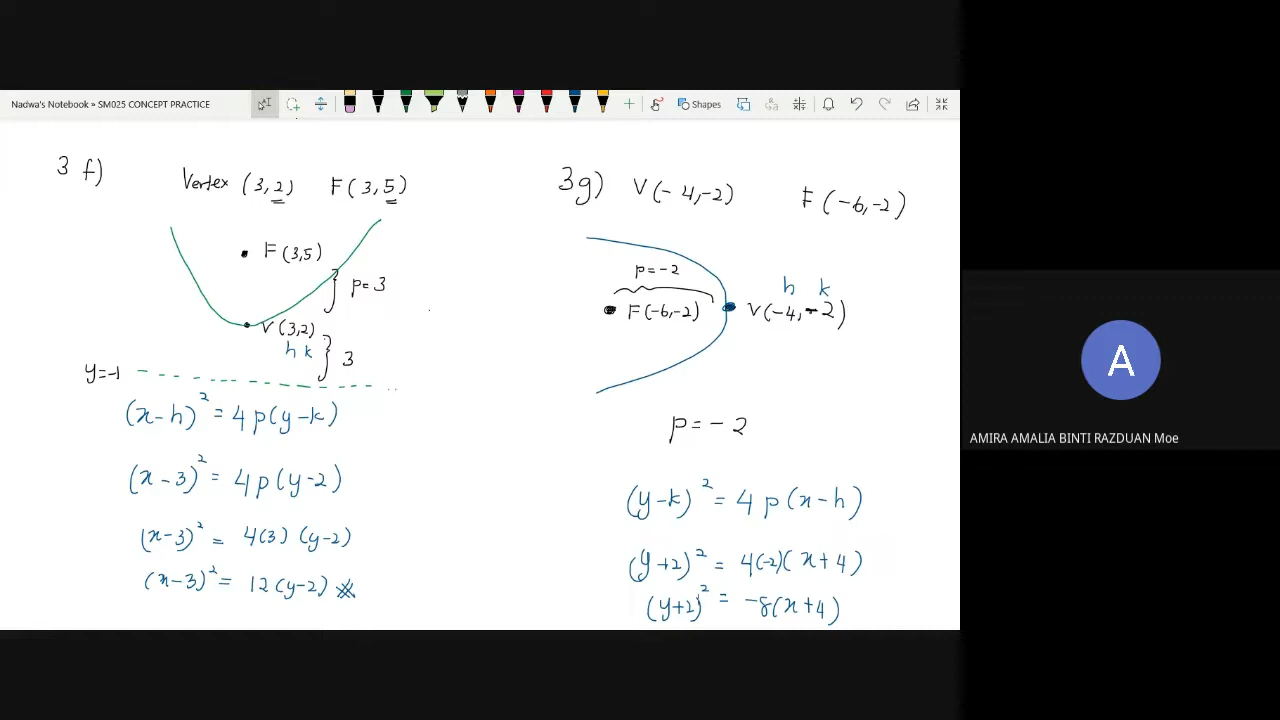 Nadwa's Notebook » SM025 CONCEPT PRACTICE
Shapes
3 f)
Vertex (3,2) F(3,5)
F(3,5)
p=3
V(3,2)
h k
3
y=-1
(x-h)² = 4p(y-k)
(x-3)² = 4p(y-2)
(x-3)² = 4(3) (y-2)
(x-3)² = 12(y-2)
3g) V(-4,-2) F(-6,-2)
p=-2
h k
F(-6,-2) V(-4,-2)
p=-2
(y-k)² = 4p(x-h)
(y+2)² = 4(-2)(x+4)
(y+2)² = -8(x+4)
A
AMIRA AMALIA BINTI RAZDUAN Moe